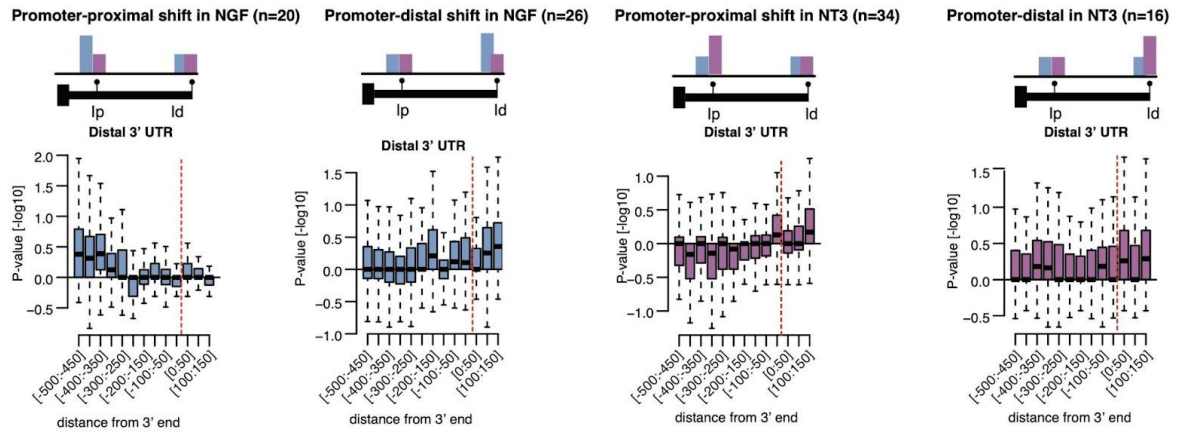 Promoter-proximal shift in NGF (n=20)
Ip Id
Distal 3' UTR
P-value [-log10]
2.0
1.5
1.0
0.5
0.0
−0.5
[-500:-450]
[-400:-350]
[-300:-250]
[-200:-150]
[-100:-50]
[0:50]
[100:150]
distance from 3' end
Promoter-distal shift in NGF (n=26)
Ip Id
Distal 3' UTR
P-value [-log10]
1.5
1.0
0.5
0.0
−0.5
−1.0
[-500:-450]
[-400:-350]
[-300:-250]
[-200:-150]
[-100:-50]
[0:50]
[100:150]
distance from 3' end
Promoter-proximal shift in NT3 (n=34)
Ip Id
Distal 3' UTR
P-value [-log10]
1.0
0.5
0.0
−0.5
−1.0
[-500:-450]
[-400:-350]
[-300:-250]
[-200:-150]
[-100:-50]
[0:50]
[100:150]
distance from 3' end
Promoter-distal in NT3 (n=16)
Ip Id
Distal 3' UTR
P-value [-log10]
1.5
1.0
0.5
0.0
−0.5
[-500:-450]
[-400:-350]
[-300:-250]
[-200:-150]
[-100:-50]
[0:50]
[100:150]
distance from 3' end